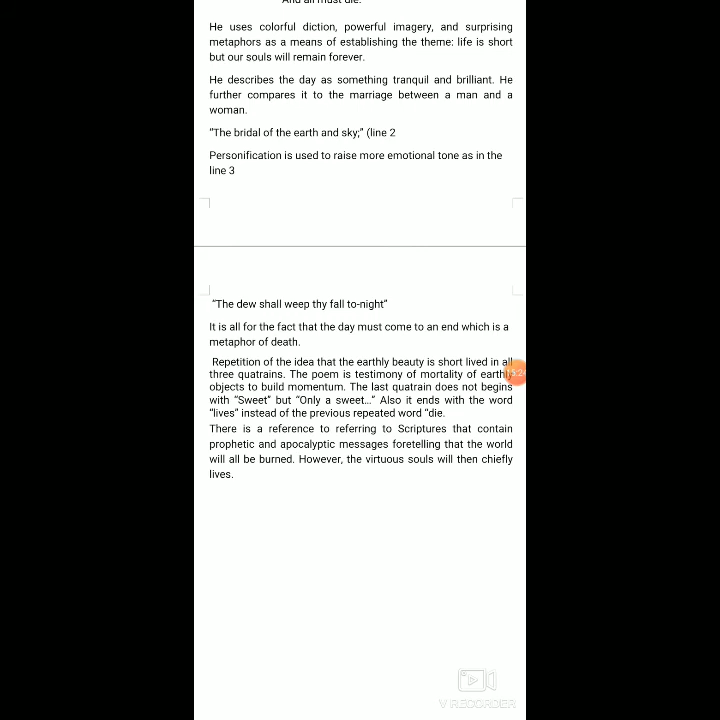 And all must die.
He uses colorful diction, powerful imagery, and surprising
metaphors as a means of establishing the theme: life is short
but our souls will remain forever.
He describes the day as something tranquil and brilliant. He
further compares it to the marriage between a man and a
woman.
“The bridal of the earth and sky;” (line 2
Personification is used to raise more emotional tone as in the
line 3
“The dew shall weep thy fall to-night”
It is all for the fact that the day must come to an end which is a
metaphor of death.
Repetition of the idea that the earthly beauty is short lived in all
three quatrains. The poem is testimony of mortality of earthly
objects to build momentum. The last quatrain does not begins
with “Sweet” but “Only a sweet...” Also it ends with the word
“lives” instead of the previous repeated word “die.
There is a reference to referring to Scriptures that contain
prophetic and apocalyptic messages foretelling that the world
will all be burned. However, the virtuous souls will then chiefly
lives.
V RECORDER